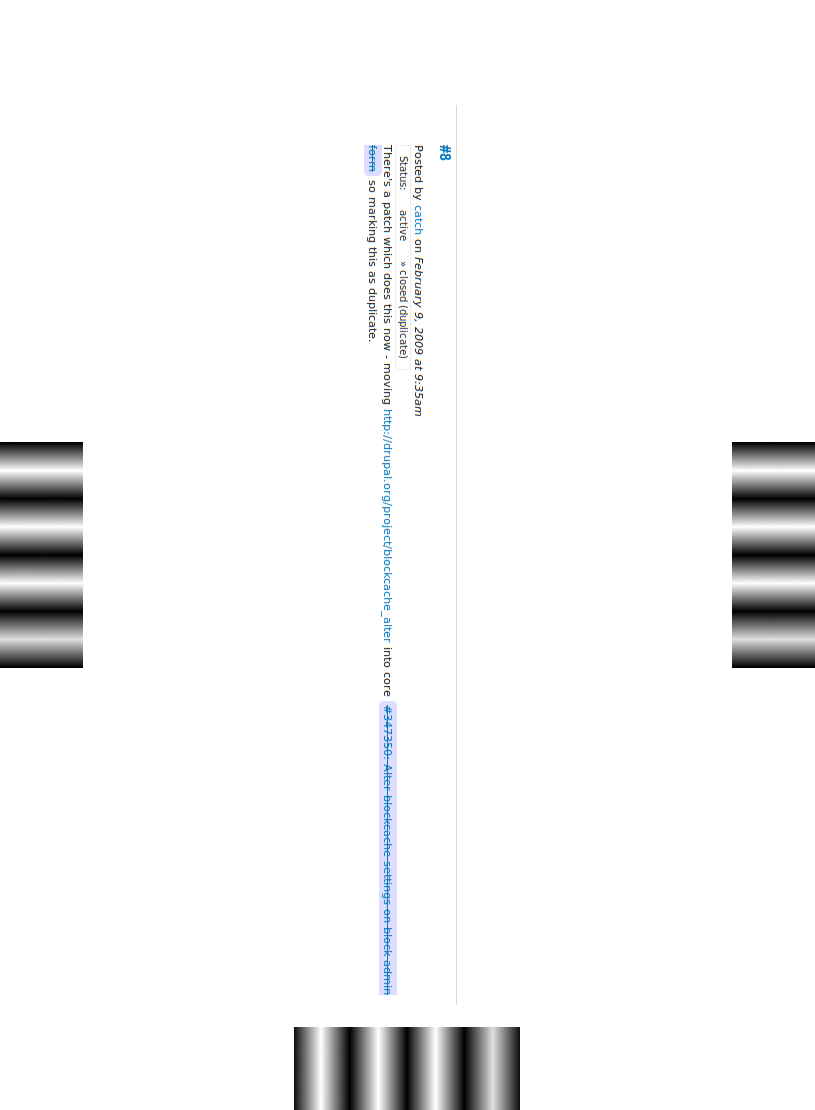 #8
Posted by catch on February 9, 2009 at 9:35am
Status: active » closed (duplicate)
There's a patch which does this now - moving http://drupal.org/project/blockcache_alter into core #347350: Alter blockcache settings on block admin
form so marking this as duplicate.